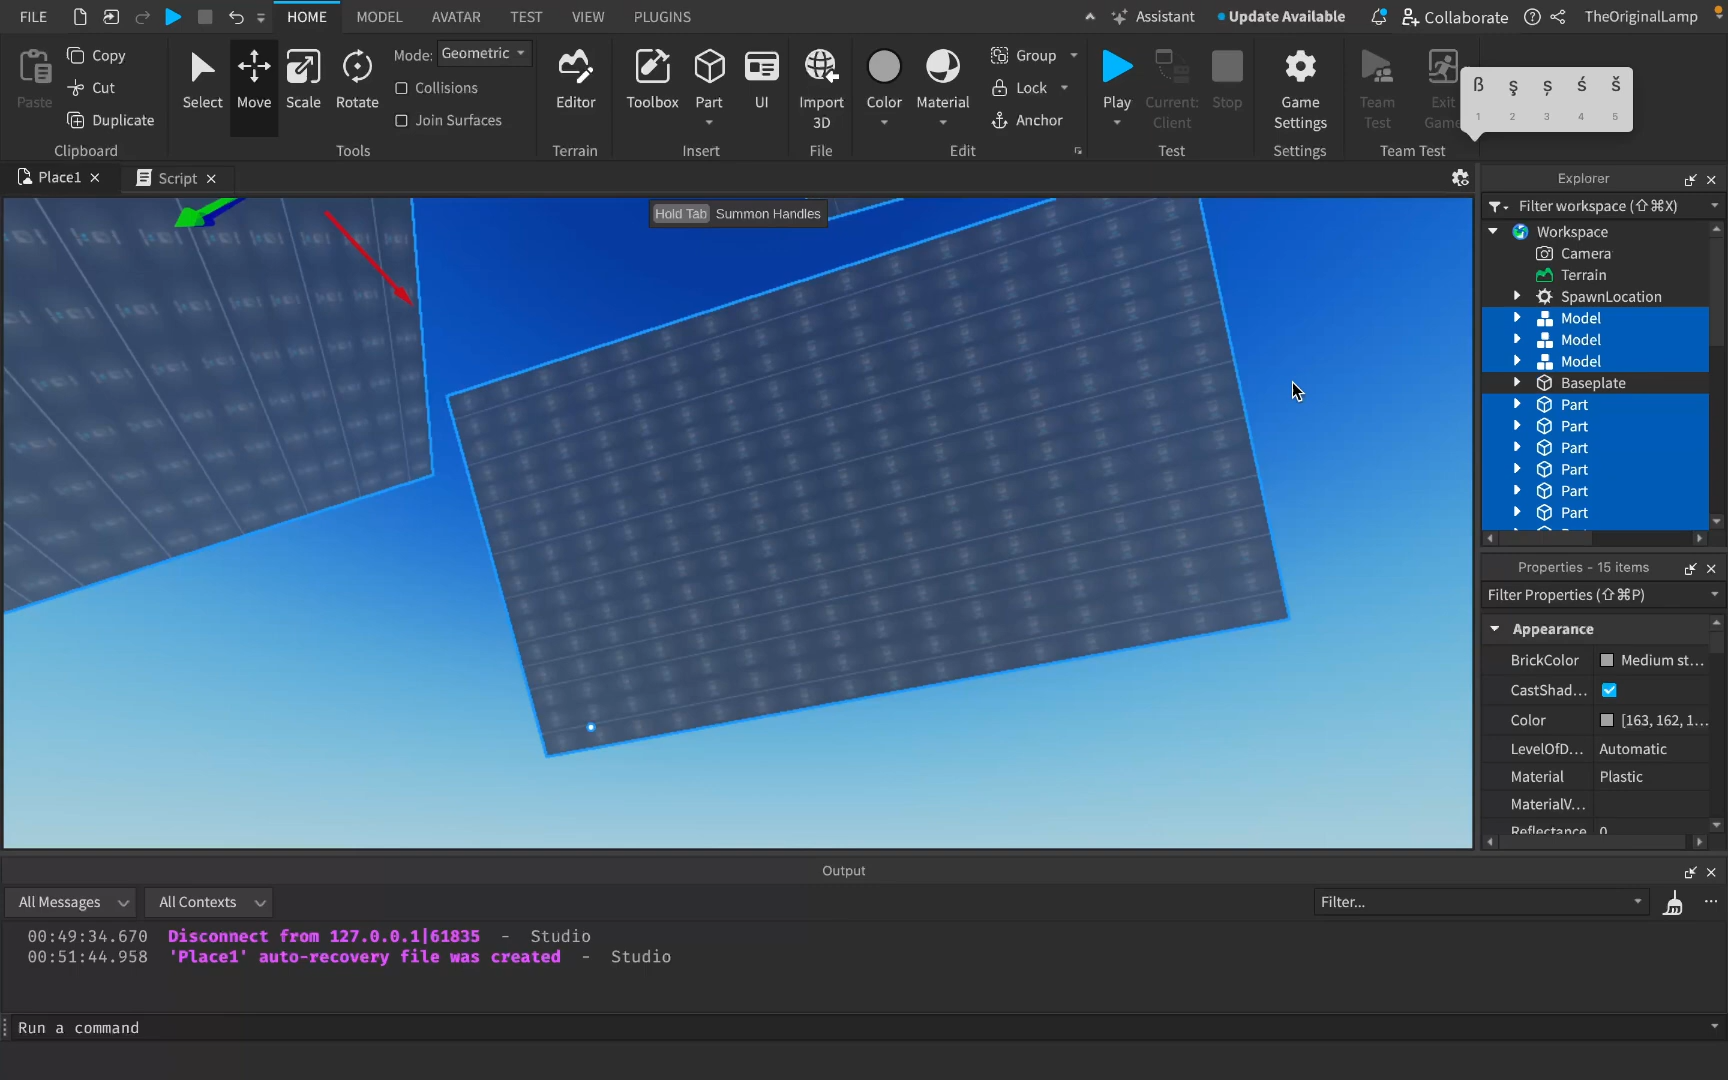 FILE HOME MODEL AVATAR TEST VIEW PLUGINS Assistant Update Available Collaborate TheOriginalLamp
Paste Copy Cut Duplicate
Clipboard
Select Move Scale Rotate
Mode: Geometric
Collisions
Join Surfaces
Tools
Editor
Terrain
Toolbox Part UI
Insert
Import 3D
File
Color Material
Group
Lock
Anchor
Edit
Play Current: Client Stop
Test
Game Settings
Settings
Team Test Exit Game
Team Test
ß ş ș ś š
1 2 3 4 5
Place1 Script
Hold Tab Summon Handles
Explorer
Filter workspace (⇧⌘X)
Workspace
Camera
Terrain
SpawnLocation
Model
Model
Model
Baseplate
Part
Part
Part
Part
Part
Part
Properties - 15 items
Filter Properties (⇧⌘P)
Appearance
BrickColor Medium st...
CastShad...
Color [163, 162, 1...
LevelOfD... Automatic
Material Plastic
MaterialV...
Reflectance 0
Output
All Messages All Contexts Filter...
00:49:34.670 Disconnect from 127.0.0.1|61835 - Studio
00:51:44.958 'Place1' auto-recovery file was created - Studio
Run a command